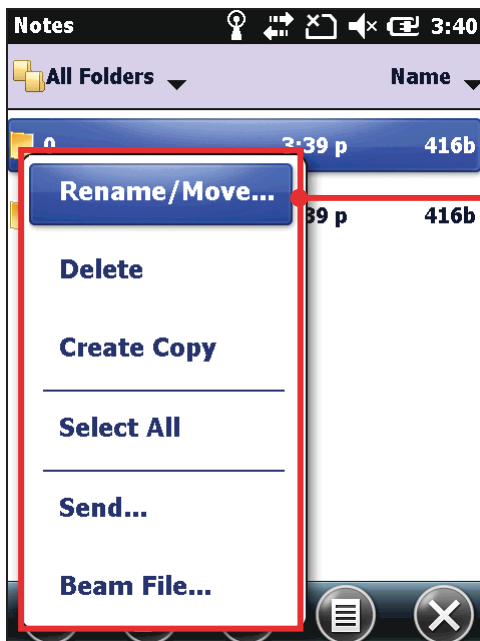 Notes 3:40
All Folders Name
0 3:39 p 416b
39 p 416b
Rename/Move...
Delete
Create Copy
Select All
Send...
Beam File...